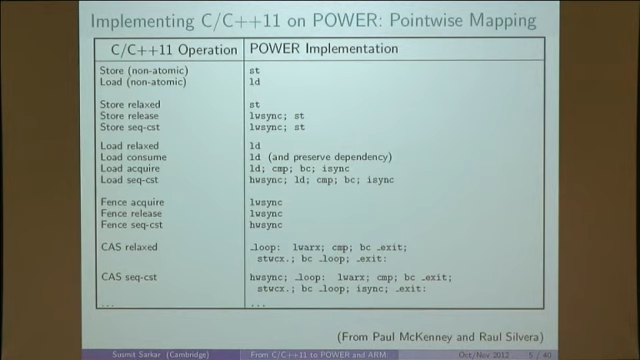 Implementing C/C++11 on POWER: Pointwise Mapping
C/C++11 Operation POWER Implementation
Store (non-atomic) st
Load (non-atomic) ld
Store relaxed st
Store release lwsync; st
Store seq-cst lwsync; st
Load relaxed ld
Load consume ld (and preserve dependency)
Load acquire ld; cmp; bc; isync
Load seq-cst hwsync; ld; cmp; bc; isync
Fence acquire lwsync
Fence release lwsync
Fence seq-cst hwsync
CAS relaxed _loop: lwarx; cmp; bc _exit;
stwcx.; bc _loop; _exit:
CAS seq-cst hwsync; _loop: lwarx; cmp; bc _exit;
stwcx.; bc _loop; isync; _exit:
... ...
(From Paul McKenney and Raul Silvera)
Susmit Sarkar (Cambridge) From C/C++11 to POWER and ARM: Oct/Nov 2012 5 / 40